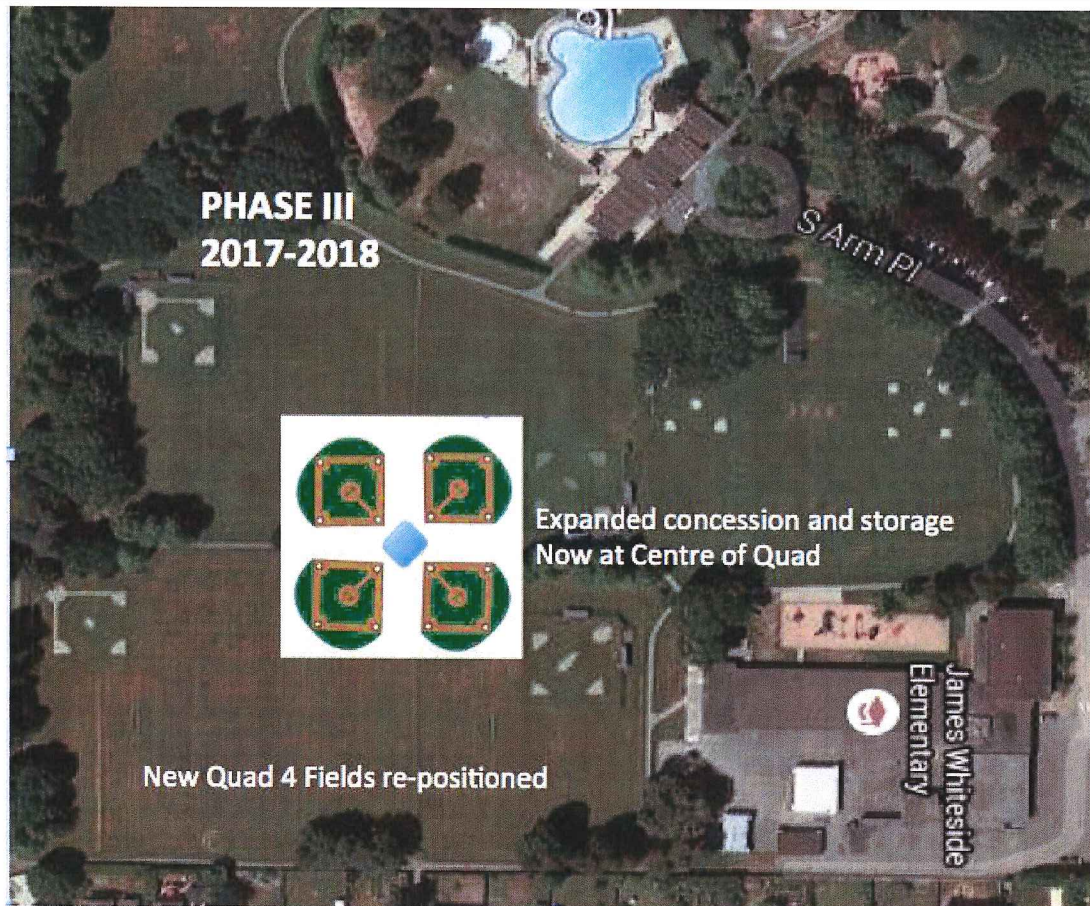 PHASE III
2017-2018
S Arm Pl
Expanded concession and storage
Now at Centre of Quad
James Whiteside
Elementary
New Quad 4 Fields re-positioned